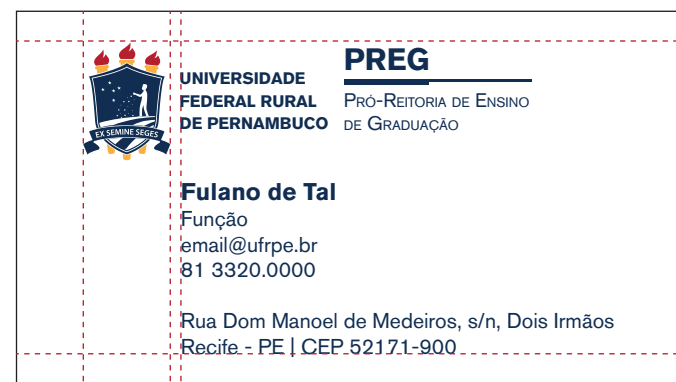 EX SEMINE SEGES
UNIVERSIDADE
FEDERAL RURAL
DE PERNAMBUCO
PREG
PRÓ-REITORIA DE ENSINO
DE GRADUAÇÃO
Fulano de Tal
Função
email@ufrpe.br
81 3320.0000
Rua Dom Manoel de Medeiros, s/n, Dois Irmãos
Recife - PE | CEP 52171-900